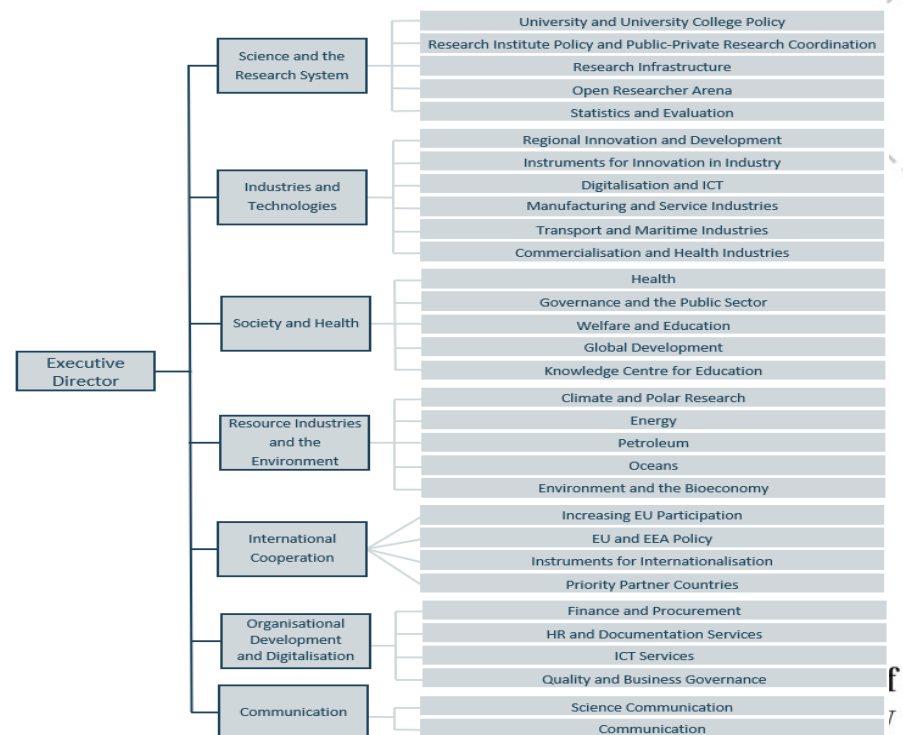 University and University College Policy
Science and the
Research System
Research Institute Policy and Public-Private Research Coordination
Research Infrastructure
Open Researcher Arena
Statistics and Evaluation
Regional Innovation and Development
Instruments for Innovation in Industry
Industries and
Technologies
Digitalisation and ICT
Manufacturing and Service Industries
Transport and Maritime Industries
Commercialisation and Health Industries
Health
Governance and the Public Sector
Society and Health
Welfare and Education
Global Development
Knowledge Centre for Education
Executive
Director
Climate and Polar Research
Energy
Resource Industries
and the
Environment
Petroleum
Oceans
Environment and the Bioeconomy
Increasing EU Participation
EU and EEA Policy
International
Cooperation
Instruments for Internationalisation
Priority Partner Countries
Finance and Procurement
Organisational
Development
and Digitalisation
HR and Documentation Services
ICT Services
Quality and Business Governance
f
Communication
Science Communication
Communication